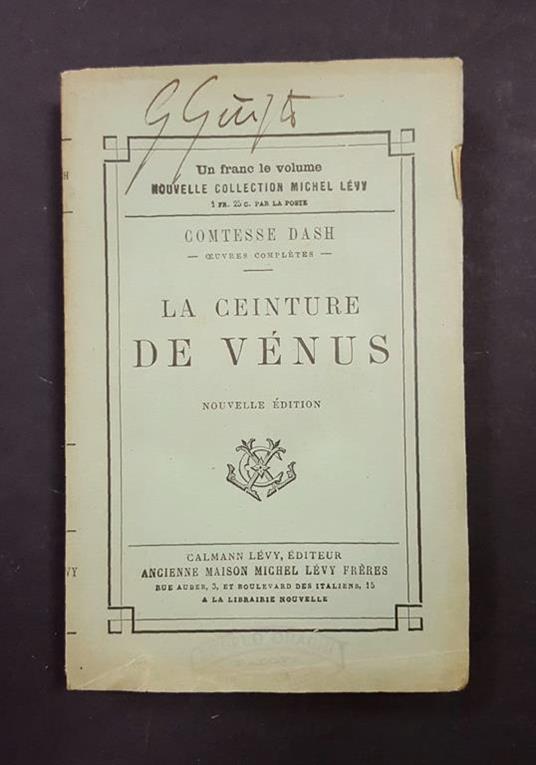 Un franc le volume
NOUVELLE COLLECTION MICHEL LÉVY
1 FR. 25 C. PAR LA POSTE
COMTESSE DASH
— ŒUVRES COMPLÈTES —
LA CEINTURE
DE VÉNUS
NOUVELLE ÉDITION
CALMANN LÉVY, ÉDITEUR
ANCIENNE MAISON MICHEL LÉVY FRÈRES
RUE AUBER, 3, ET BOULEVARD DES ITALIENS, 15
A LA LIBRAIRIE NOUVELLE